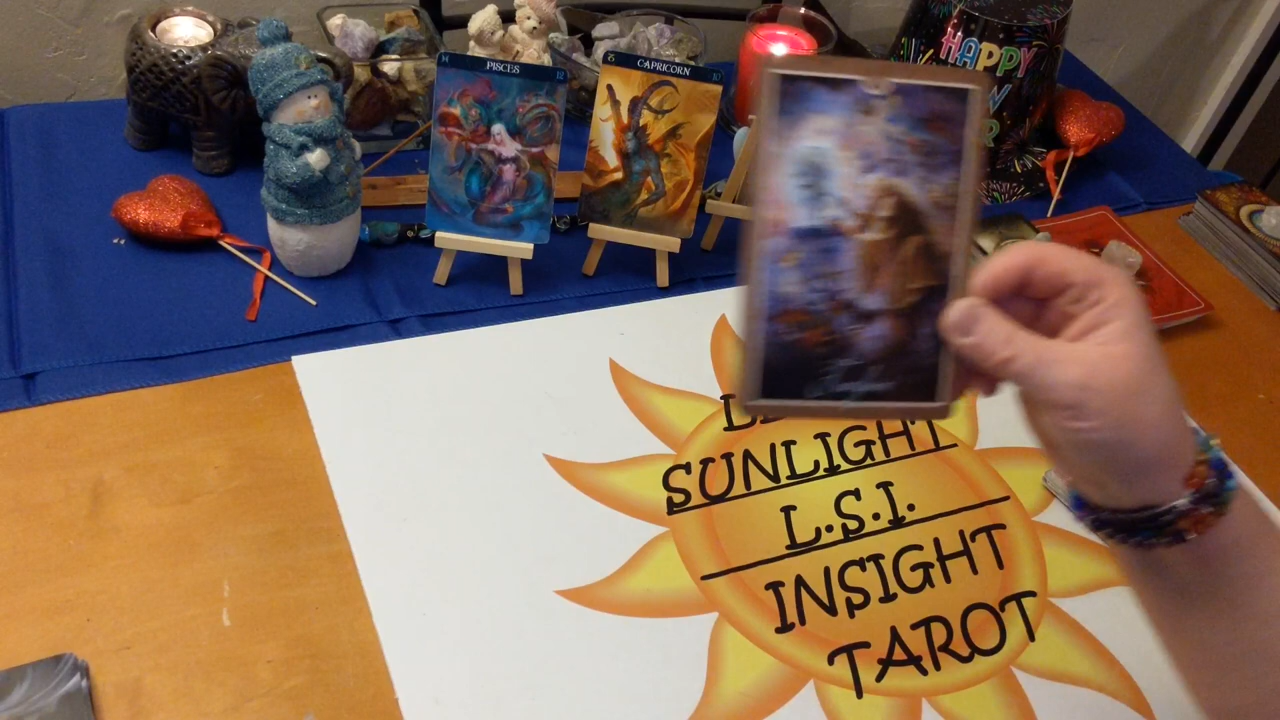 PISCES
12
CAPRICORN
10
HAPPY
SUNLIGHT
L.S.I.
INSIGHT
TAROT